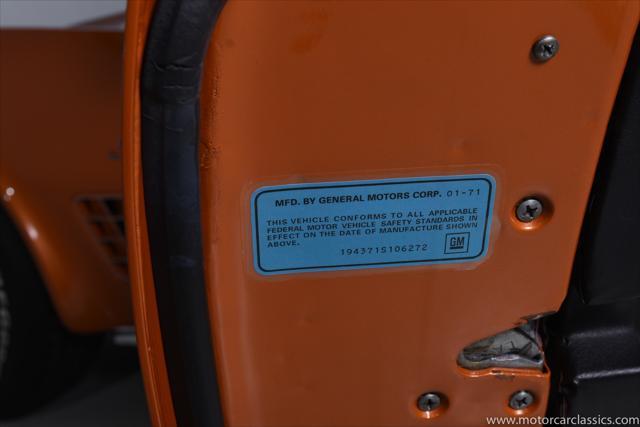 MFD. BY GENERAL MOTORS CORP. 01-71
THIS VEHICLE CONFORMS TO ALL APPLICABLE
FEDERAL MOTOR VEHICLE SAFETY STANDARDS IN
EFFECT ON THE DATE OF MANUFACTURE SHOWN
ABOVE.
194371S106272
GM
www.motorcarclassics.com